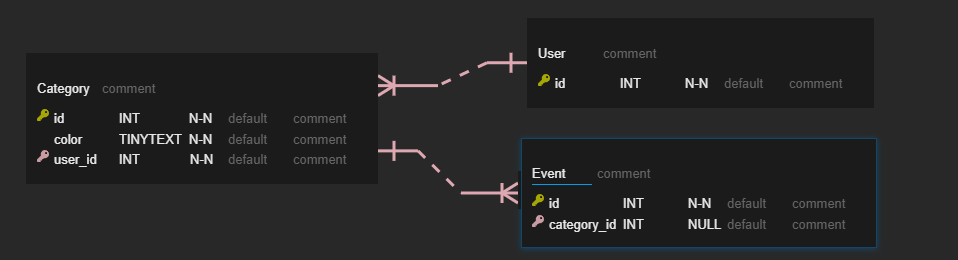 Category comment
id INT N-N default comment
color TINYTEXT N-N default comment
user_id INT N-N default comment
User comment
id INT N-N default comment
Event comment
id INT N-N default comment
category_id INT NULL default comment